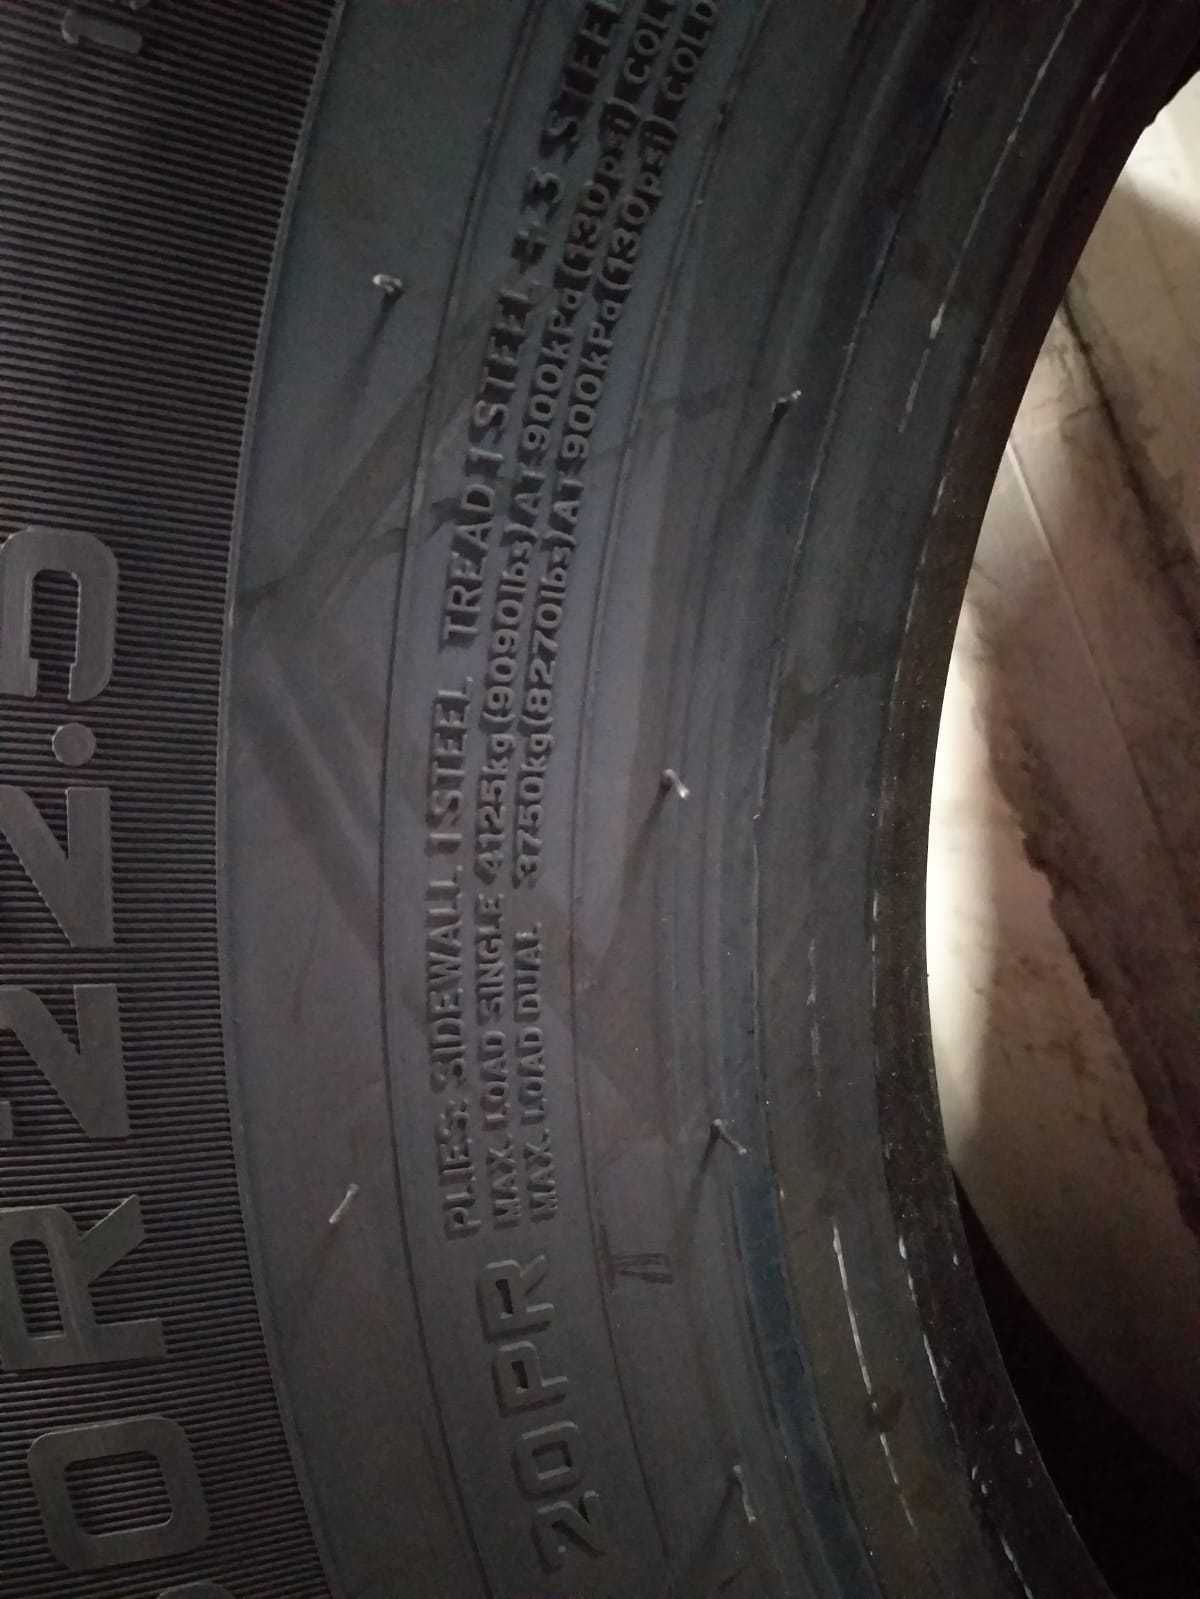 0R22.5
20PR
PLIES: SIDEWALL 1STEEL TREAD 1STEEL+3 STEEL
MAX. LOAD SINGLE 4125kg(9090lbs)AT 900kPa(130psi) COLD
MAX. LOAD DUAL 3750kg(8270lbs)AT 900kPa(130psi) COLD